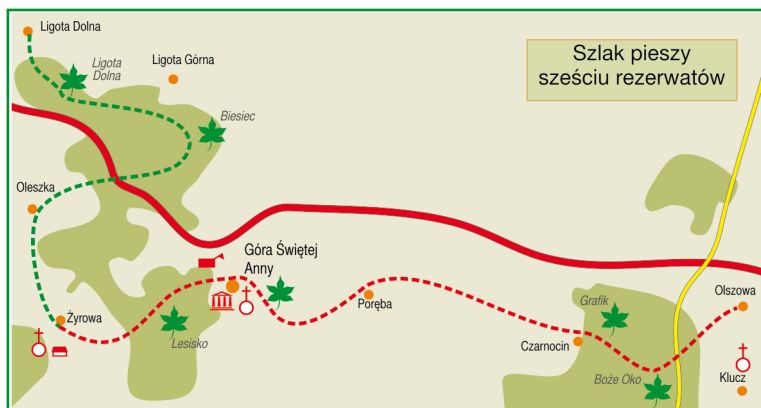 Szlak pieszy
sześciu rezerwatów
Ligota Dolna
Ligota
Dolna
Ligota Górna
Biesiec
Oleszka
Góra Świętej
Anny
Żyrowa
Lesisko
Poręba
Grafik
Czarnocin
Boże Oko
Olszowa
Klucz